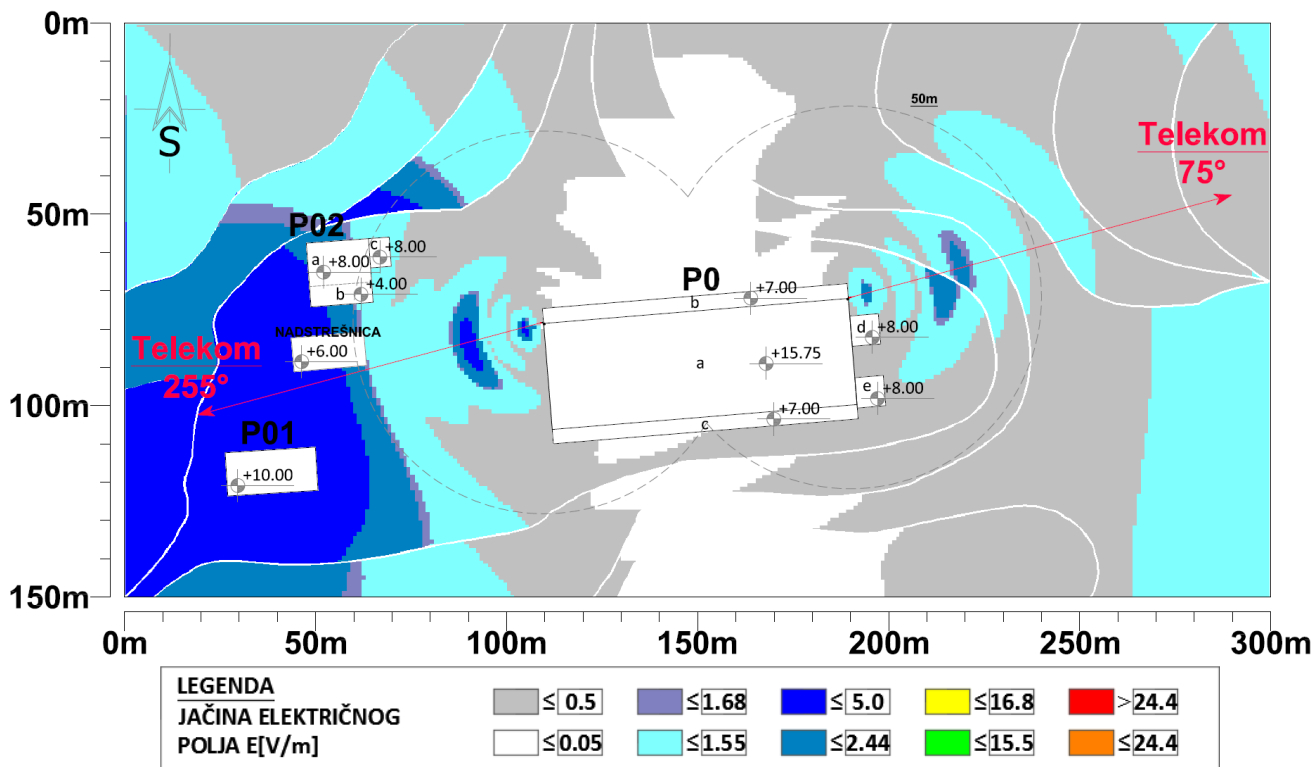 0m
50m
100m
150m
0m
50m
100m
150m
200m
250m
300m
S
50m
Telekom
75°
P02
a
+8.00
c
+8.00
b
+4.00
NADSTREŠNICA
+6.00
Telekom
255°
P01
+10.00
P0
b
+7.00
a
+15.75
c
+7.00
d
+8.00
e
+8.00
LEGENDA
JAČINA ELEKTRIČNOG
POLJA E[V/m]
≤ 0.5
≤ 1.68
≤ 5.0
≤ 16.8
> 24.4
≤ 0.05
≤ 1.55
≤ 2.44
≤ 15.5
≤ 24.4